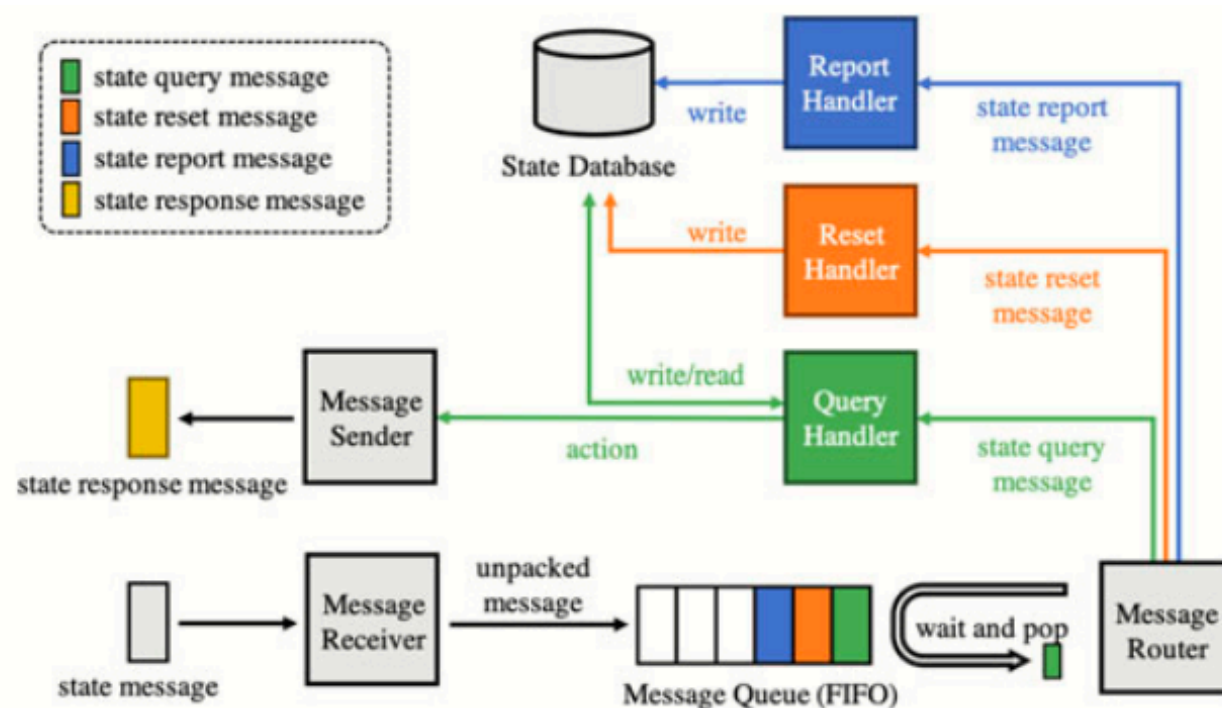 state query message
state reset message
state report message
state response message
State Database
write
Report
Handler
state report
message
write
Reset
Handler
state reset
message
write/read
Query
Handler
state query
message
action
Message
Sender
state response message
state message
Message
Receiver
unpacked
message
Message Queue (FIFO)
wait and pop
Message
Router